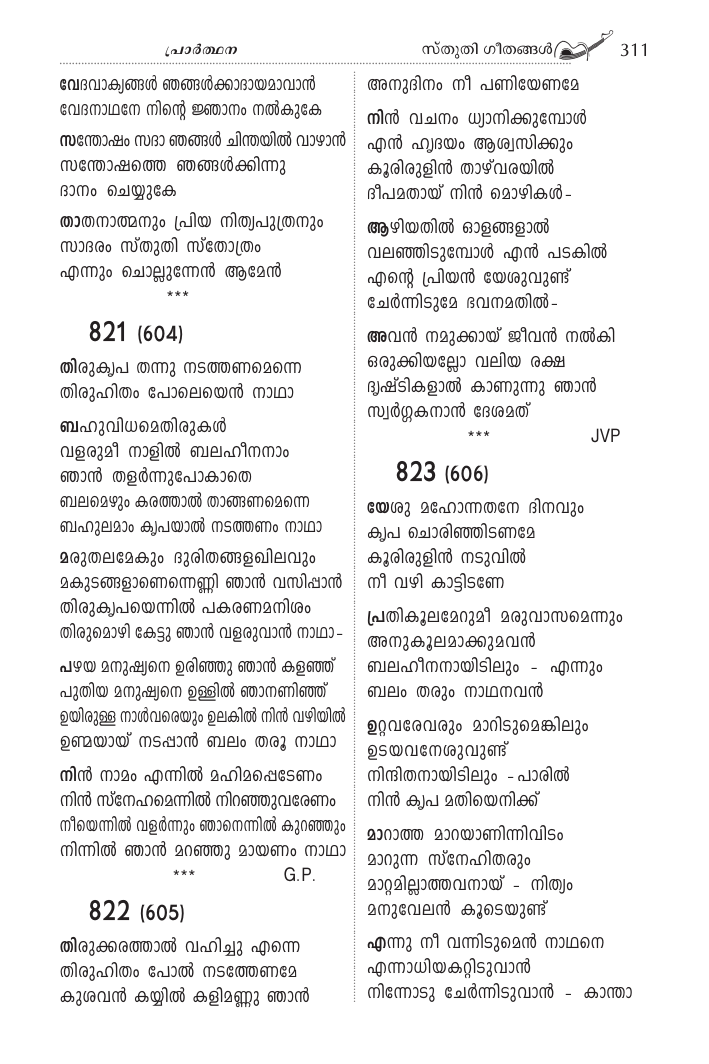 പ്രാർത്ഥന
സ്തുതി ഗീതങ്ങൾ 311
വേദവാക്യങ്ങൾ ഞങ്ങൾക്കാദായമാവാൻ
വേദനാഥനേ നിന്റെ ജ്ഞാനം നൽകുകേ
സന്തോഷം സദാ ഞങ്ങൾ ചിന്തയിൽ വാഴാൻ
സന്തോഷത്തെ ഞങ്ങൾക്കിന്നു
ദാനം ചെയ്യുകേ
താതനാത്മനും പ്രിയ നിത്യപുത്രനും
സാദരം സ്തുതി സ്തോത്രം
എന്നും ചൊല്ലുന്നേൻ ആമേൻ
***
821 (604)
തിരുകൃപ തന്നു നടത്തണമെന്നെ
തിരുഹിതം പോലെയെൻ നാഥാ
ബഹുവിധമെതിരുകൾ
വളരുമീ നാളിൽ ബലഹീനനാം
ഞാൻ തളർന്നുപോകാതെ
ബലമെഴും കരത്താൽ താങ്ങണമെന്നെ
ബഹുലമാം കൃപയാൽ നടത്തണം നാഥാ
മരുതലമേകും ദുരിതങ്ങളഖിലവും
മകുടങ്ങളാണെന്നെണ്ണി ഞാൻ വസിപ്പാൻ
തിരുകൃപയെന്നിൽ പകരണമനിശം
തിരുമൊഴി കേട്ടു ഞാൻ വളരുവാൻ നാഥാ-
പഴയ മനുഷ്യനെ ഉരിഞ്ഞു ഞാൻ കളഞ്ഞ്
പുതിയ മനുഷ്യനെ ഉള്ളിൽ ഞാനണിഞ്ഞ്
ഉയിരുള്ള നാൾവരെയും ഉലകിൽ നിൻ വഴിയിൽ
ഉണ്മയായ് നടപ്പാൻ ബലം തരൂ നാഥാ
നിൻ നാമം എന്നിൽ മഹിമപ്പെടേണം
നിൻ സ്നേഹമെന്നിൽ നിറഞ്ഞുവരേണം
നീയെന്നിൽ വളർന്നും ഞാനെന്നിൽ കുറഞ്ഞും
നിന്നിൽ ഞാൻ മറഞ്ഞു മായണം നാഥാ
*** G.P.
822 (605)
തിരുക്കരത്താൽ വഹിച്ചു എന്നെ
തിരുഹിതം പോൽ നടത്തേണമേ
കുശവൻ കയ്യിൽ കളിമണ്ണു ഞാൻ
അനുദിനം നീ പണിയേണമേ
നിൻ വചനം ധ്യാനിക്കുമ്പോൾ
എൻ ഹൃദയം ആശ്വസിക്കും
കൂരിരുളിൻ താഴ്‌വരയിൽ
ദീപമതായ് നിൻ മൊഴികൾ-
ആഴിയതിൽ ഓളങ്ങളാൽ
വലഞ്ഞിടുമ്പോൾ എൻ പടകിൽ
എന്റെ പ്രിയൻ യേശുവുണ്ട്
ചേർന്നിടുമേ ഭവനമതിൽ-
അവൻ നമുക്കായ് ജീവൻ നൽകി
ഒരുക്കിയല്ലോ വലിയ രക്ഷ
ദൃഷ്ടികളാൽ കാണുന്നു ഞാൻ
സ്വർഗ്ഗകനാൻ ദേശമത്
*** JVP
823 (606)
യേശു മഹോന്നതനേ ദിനവും
കൃപ ചൊരിഞ്ഞിടണമേ
കൂരിരുളിൻ നടുവിൽ
നീ വഴി കാട്ടിടണേ
പ്രതികൂലമേറുമീ മരുവാസമെന്നും
അനുകൂലമാക്കുമവൻ
ബലഹീനനായിടിലും - എന്നും
ബലം തരും നാഥനവൻ
ഉറ്റവരേവരും മാറിടുമെങ്കിലും
ഉടയവനേശുവുണ്ട്
നിന്ദിതനായിടിലും -പാരിൽ
നിൻ കൃപ മതിയെനിക്ക്
മാറാത്ത മാറയാണിന്നിവിടം
മാറുന്ന സ്നേഹിതരും
മാറ്റമില്ലാത്തവനായ് - നിത്യം
മനുവേലൻ കൂടെയുണ്ട്
എന്നു നീ വന്നിടുമെൻ നാഥനെ
എന്നാധിയകറ്റിടുവാൻ
നിന്നോടു ചേർന്നിടുവാൻ - കാന്താ